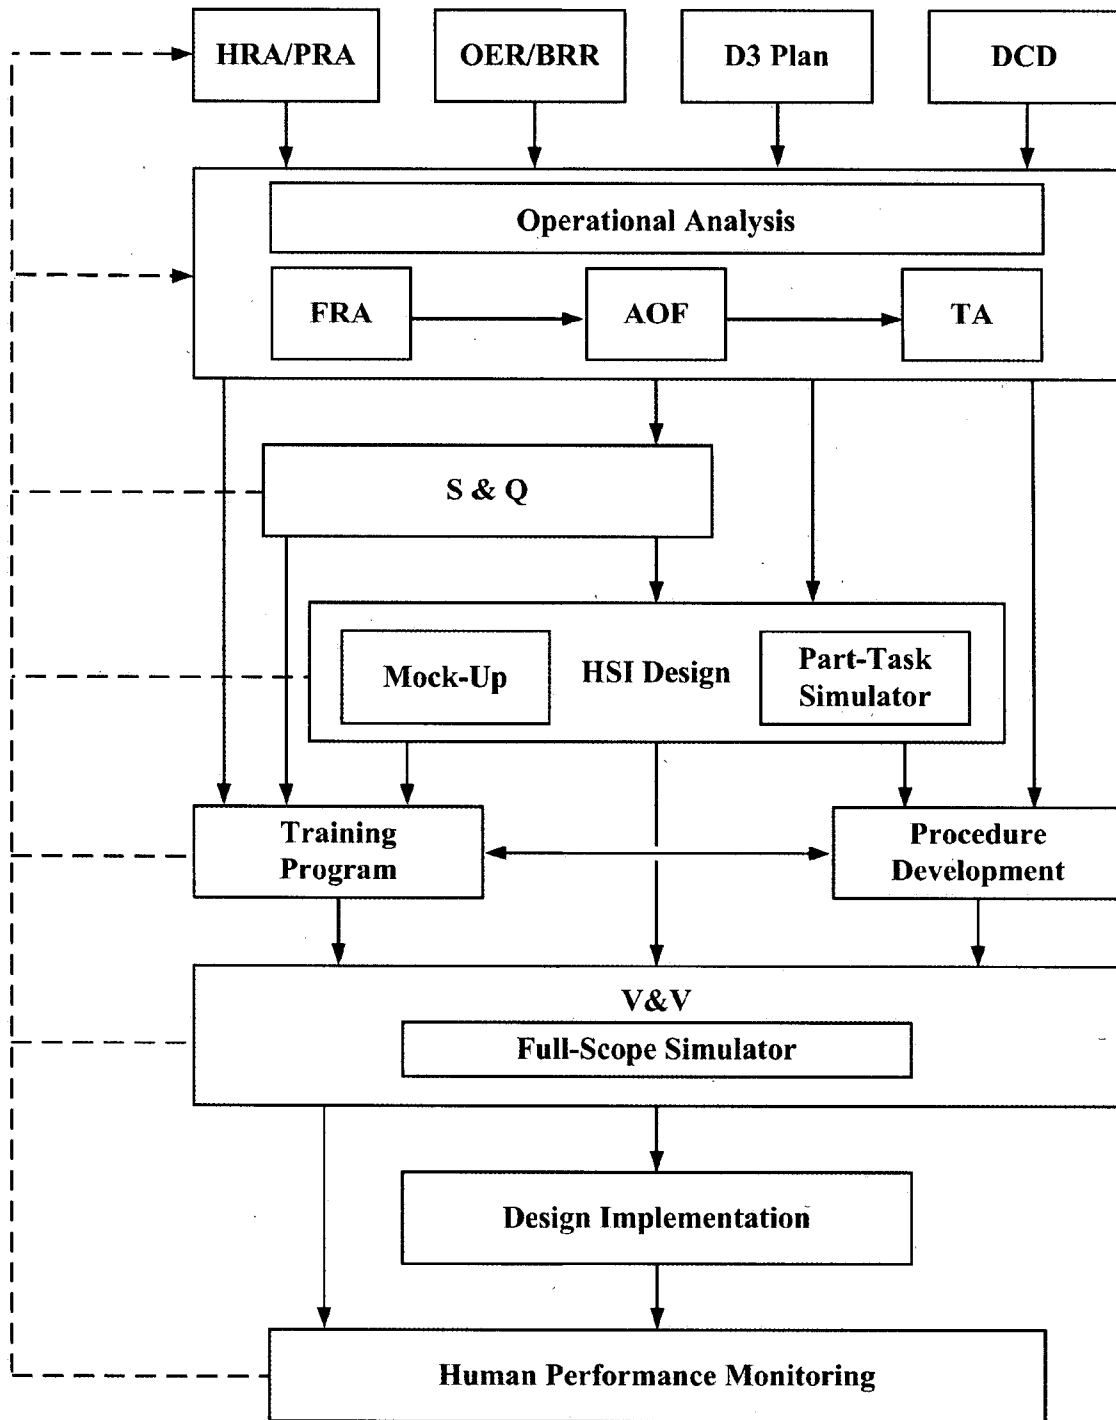 HRA/PRA
OER/BRR
D3 Plan
DCD
Operational Analysis
FRA
AOF
TA
S & Q
Mock-Up
HSI Design
Part-Task
Simulator
Training
Program
Procedure
Development
V&V
Full-Scope Simulator
Design Implementation
Human Performance Monitoring